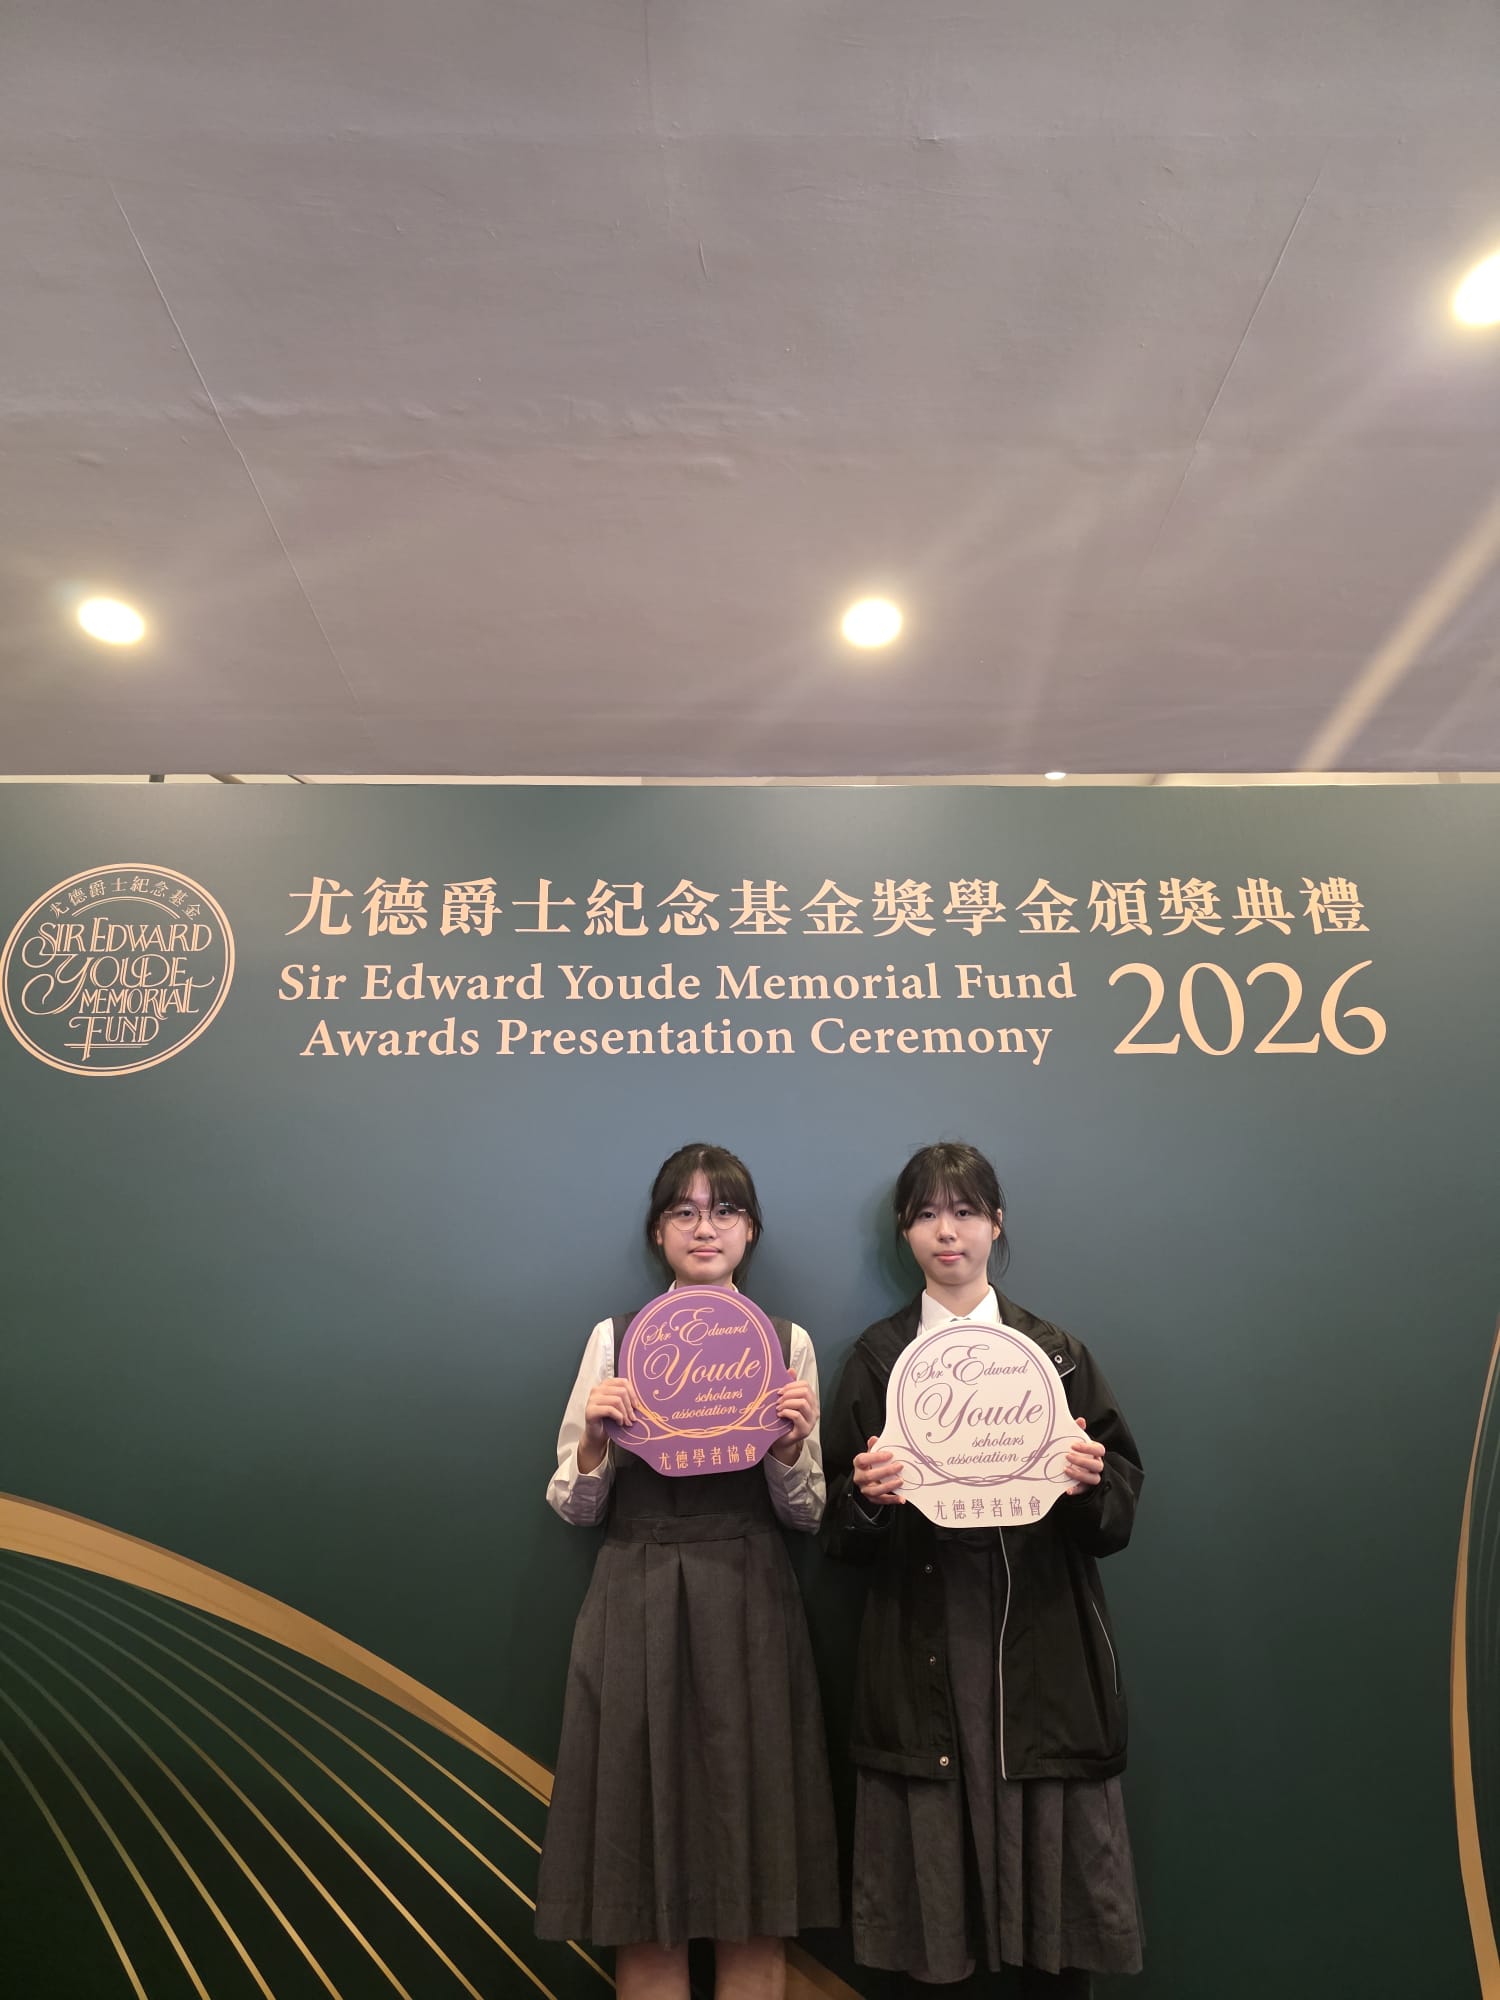 尤德爵士紀念基金
SIR EDWARD
YOUDE
MEMORIAL
FUND
尤德爵士紀念基金獎學金頒獎典禮
Sir Edward Youde Memorial Fund
Awards Presentation Ceremony
2026
Sir Edward
Youde
scholars
association
尤德學者協會
Sir Edward
Youde
scholars
association
尤德學者協會